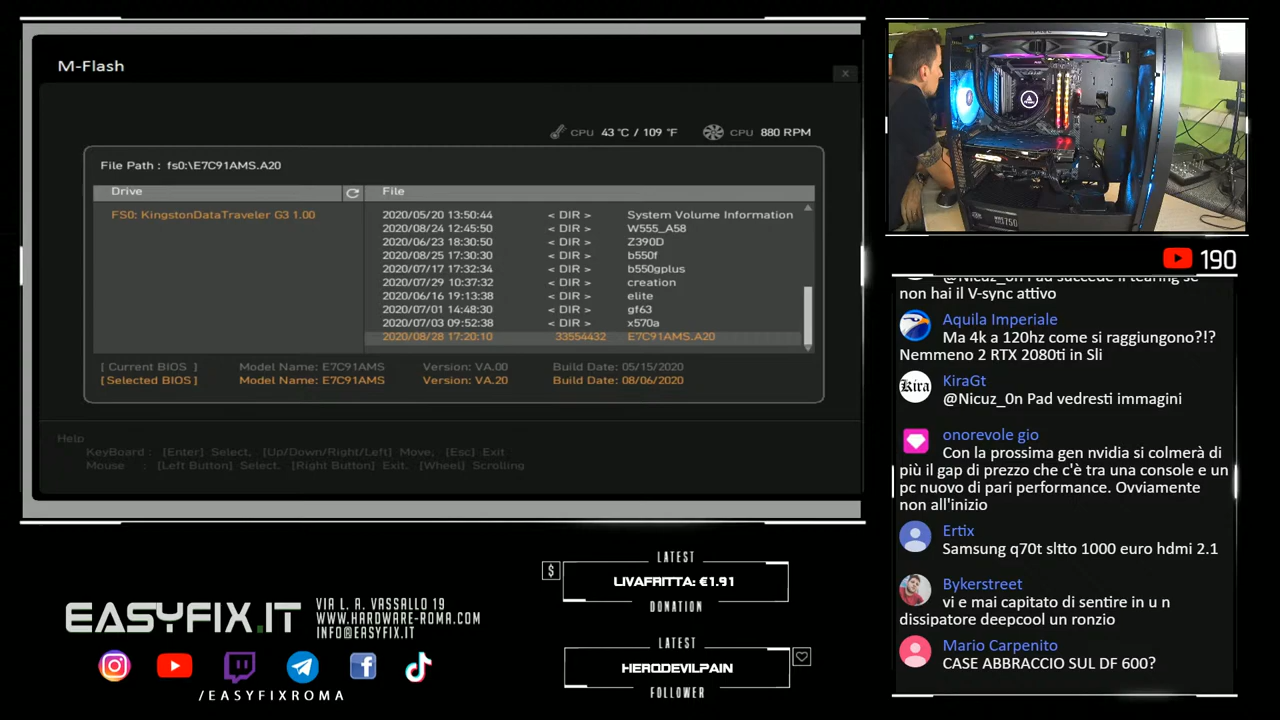 M-Flash
x
CPU 43 °C / 109 °F CPU 880 RPM
File Path : fs0:\E7C91AMS.A20
Drive File
FS0: KingstonDataTraveler G3 1.00
2020/05/20 13:50:44 < DIR > System Volume Information
2020/08/24 12:45:50 < DIR > W555_A58
2020/06/23 18:30:50 < DIR > Z390D
2020/08/25 17:30:30 < DIR > b550f
2020/07/17 17:32:34 < DIR > b550gplus
2020/07/29 10:37:32 < DIR > creation
2020/06/16 19:13:38 < DIR > elite
2020/07/01 14:48:30 < DIR > gf63
2020/07/03 09:52:38 < DIR > x570a
2020/08/28 17:20:10 33554432 E7C91AMS.A20
[ Current BIOS ] Model Name: E7C91AMS Version: VA.00 Build Date: 05/15/2020
[ Selected BIOS ] Model Name: E7C91AMS Version: VA.20 Build Date: 08/06/2020
Help
KeyBoard : [Enter] Select, [Up/Down/Right/Left] Move, [Esc] Exit
Mouse : [Left Button] Select, [Right Button] Exit, [Wheel] Scrolling
750
190
@Nicuz_0n Pad succede il tearing se
non hai il V-sync attivo
Aquila Imperiale
Ma 4k a 120hz come si raggiungono?!?
Nemmeno 2 RTX 2080ti in Sli
Kira
KiraGt
@Nicuz_0n Pad vedresti immagini
onorevole gio
Con la prossima gen nvidia si colmerà di
più il gap di prezzo che c'è tra una console e un
pc nuovo di pari performance. Ovviamente
non all'inizio
Ertix
Samsung q70t sltto 1000 euro hdmi 2.1
Bykerstreet
vi e mai capitato di sentire in u n
dissipatore deepcool un ronzio
Mario Carpenito
CASE ABBRACCIO SUL DF 600?
EASYFIX.IT
VIA L. A. VASSALLO 19
WWW.HARDWARE-ROMA.COM
INFO@EASYFIX.IT
/EASYFIXROMA
LATEST
$ LIVAFRITTA: €1.91
DONATION
LATEST
HERODEVILPAIN
FOLLOWER